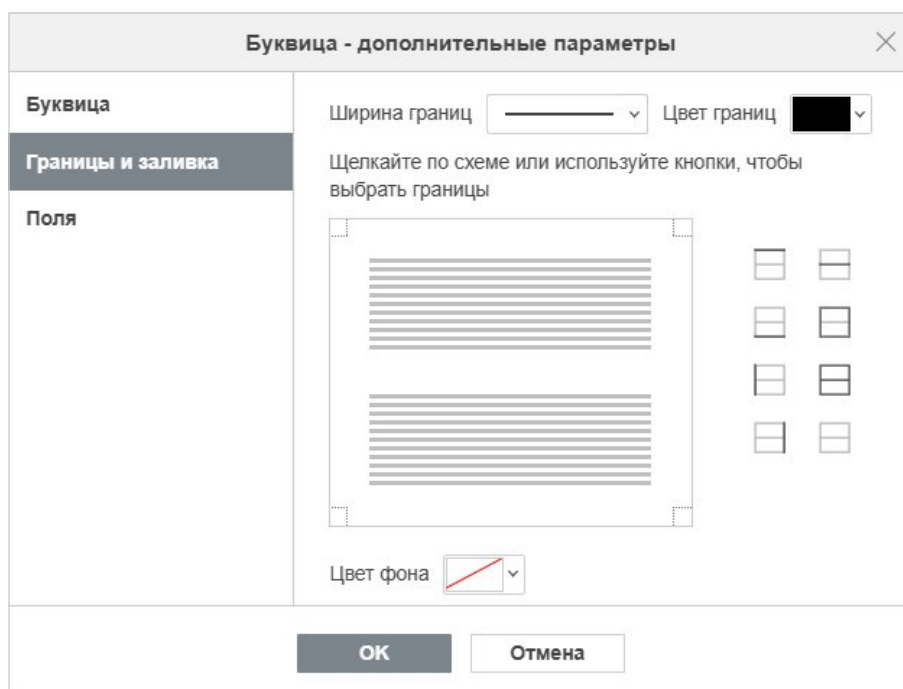 Буквица - дополнительные параметры
Буквица
Границы и заливка
Поля
Ширина границ
Цвет границ
Щелкайте по схеме или используйте кнопки, чтобы
выбрать границы
Цвет фона
OK
Отмена